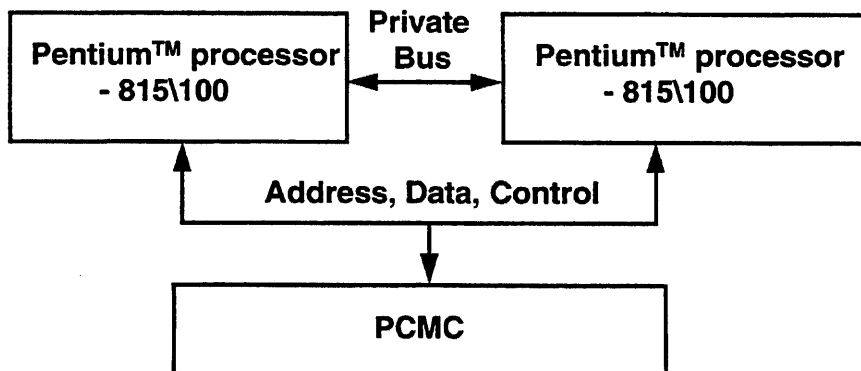 Pentium™ processor
- 815\100
Private
Bus
Pentium™ processor
- 815\100
Address, Data, Control
PCMC